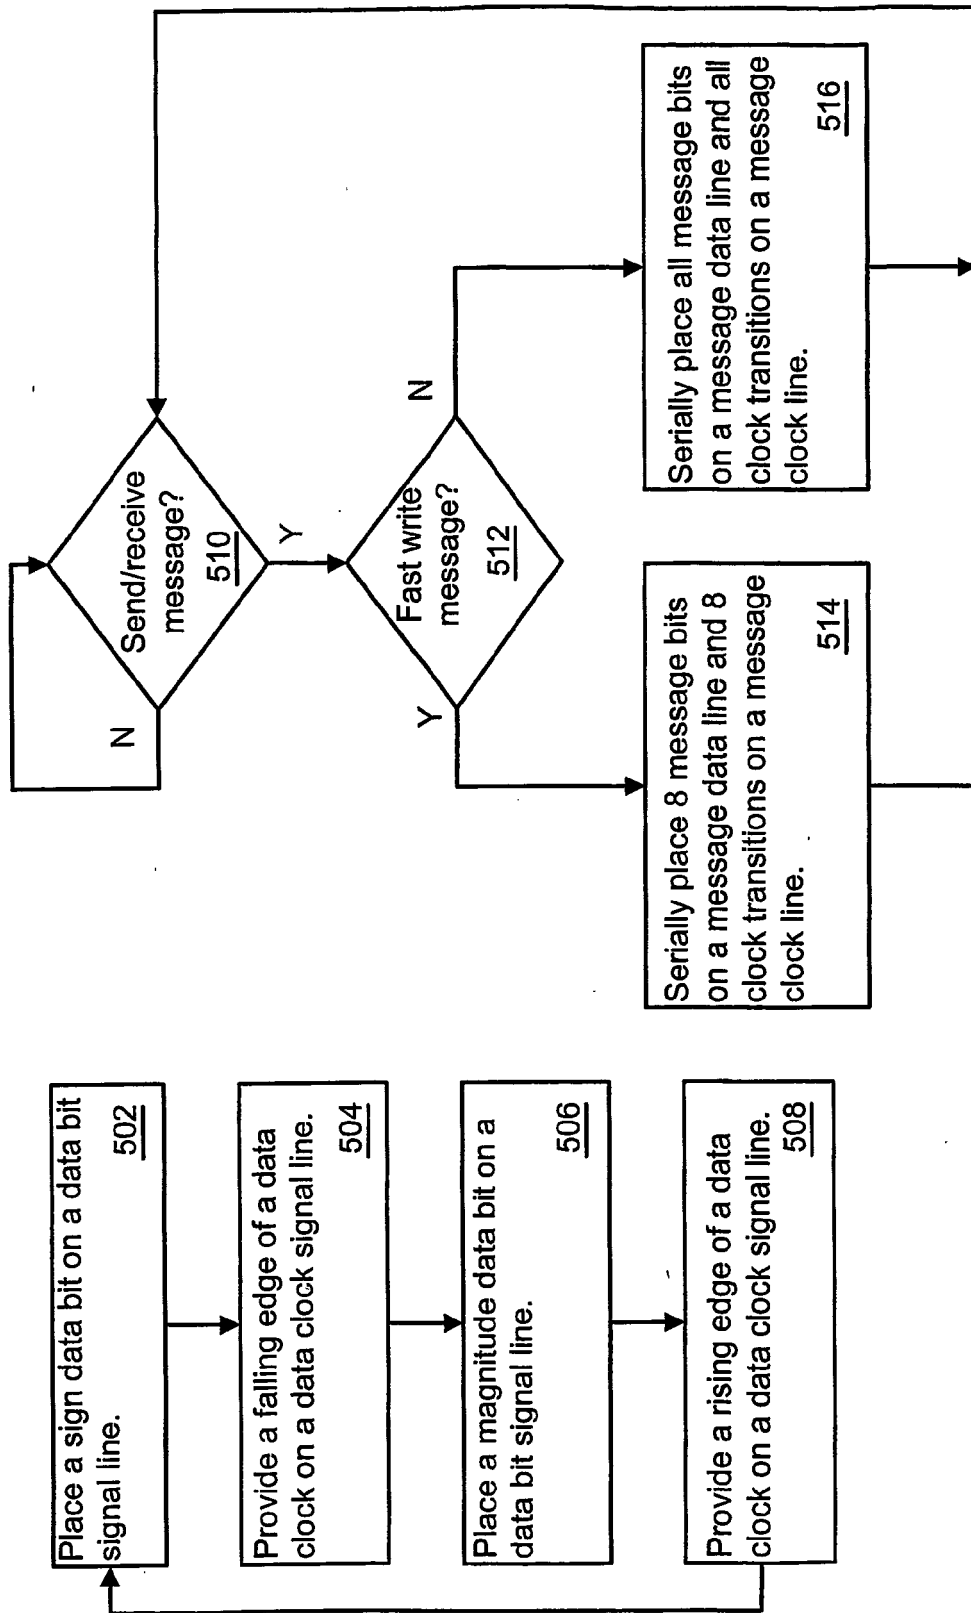 Place a sign data bit on a data bit
signal line.
502
Provide a falling edge of a data
clock on a data clock signal line.
504
Place a magnitude data bit on a
data bit signal line.
506
Provide a rising edge of a data
clock on a data clock signal line.
508
Send/receive
message?
510
N
Y
Fast write
message?
512
Y
N
Serially place 8 message bits
on a message data line and 8
clock transitions on a message
clock line.
514
Serially place all message bits
on a message data line and all
clock transitions on a message
clock line.
516